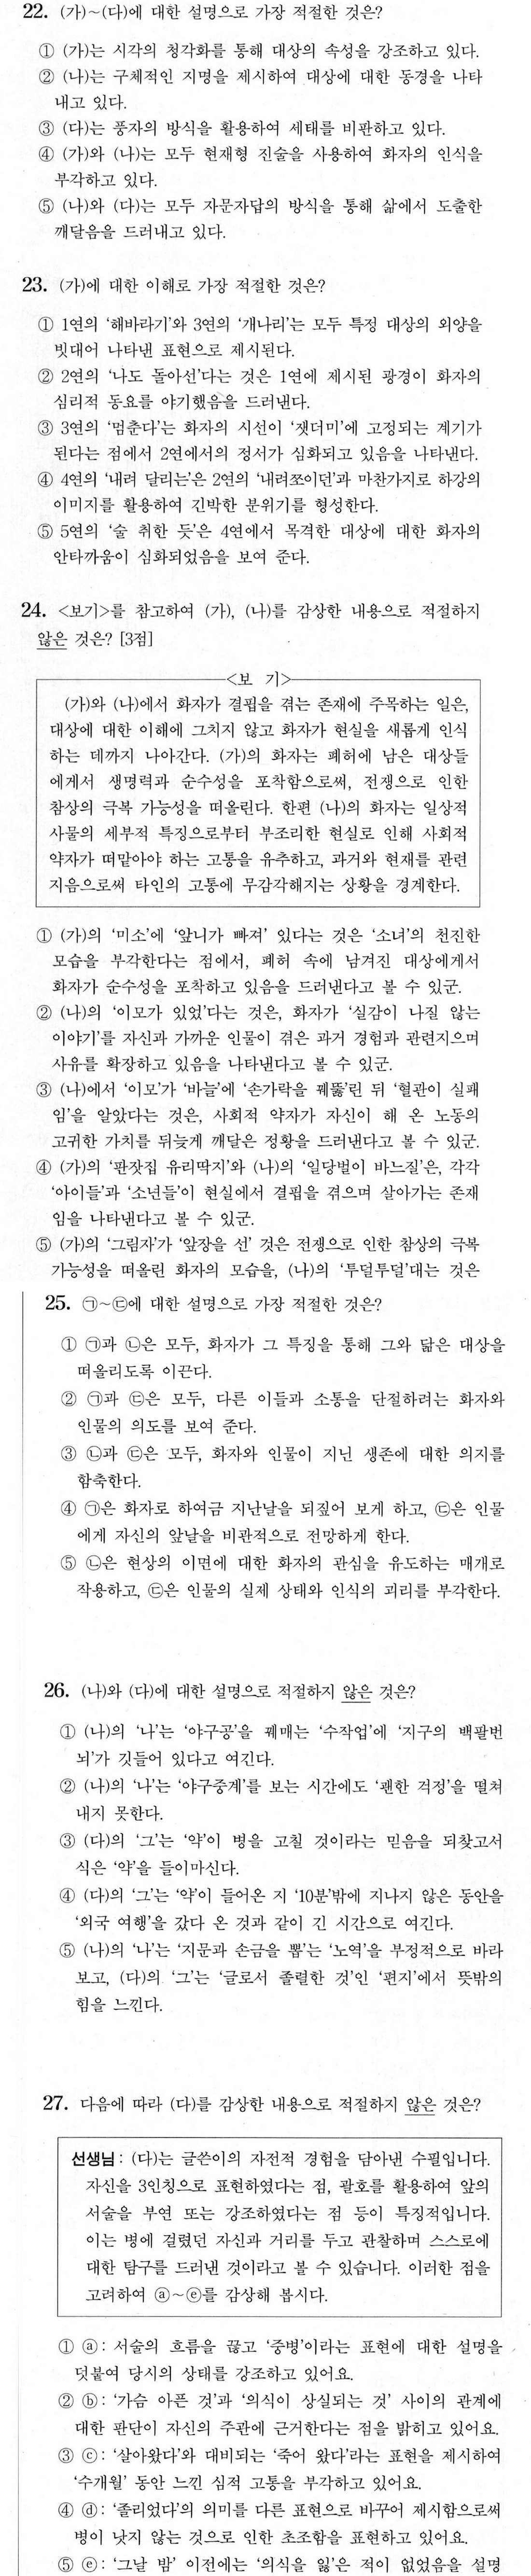 22. (가)~(다)에 대한 설명으로 가장 적절한 것은?
① (가)는 시각의 청각화를 통해 대상의 속성을 강조하고 있다.
② (나)는 구체적인 지명을 제시하여 대상에 대한 동경을 나타
내고 있다.
③ (다)는 풍자의 방식을 활용하여 세태를 비판하고 있다.
④ (가)와 (나)는 모두 현재형 진술을 사용하여 화자의 인식을
부각하고 있다.
⑤ (나)와 (다)는 모두 자문자답의 방식을 통해 삶에서 도출한
깨달음을 드러내고 있다.
23. (가)에 대한 이해로 가장 적절한 것은?
① 1연의 '해바라기'와 3연의 '개나리'는 모두 특정 대상의 외양을
빗대어 나타낸 표현으로 제시된다.
② 2연의 '나도 돌아선'다는 것은 1연에 제시된 광경이 화자의
심리적 동요를 야기했음을 드러낸다.
③ 3연의 '멈춘다'는 화자의 시선이 '잿더미'에 고정되는 계기가
된다는 점에서 2연에서의 정서가 심화되고 있음을 나타낸다.
④ 4연의 '내려 달리는'은 2연의 '내려쪼이던'과 마찬가지로 하강의
이미지를 활용하여 긴박한 분위기를 형성한다.
⑤ 5연의 '술 취한 듯'은 4연에서 목격한 대상에 대한 화자의
안타까움이 심화되었음을 보여 준다.
24. <보기>를 참고하여 (가), (나)를 감상한 내용으로 적절하지
않은 것은? [3점]
<보 기>
(가)와 (나)에서 화자가 결핍을 겪는 존재에 주목하는 일은,
대상에 대한 이해에 그치지 않고 화자가 현실을 새롭게 인식
하는 데까지 나아간다. (가)의 화자는 폐허에 남은 대상들
에게서 생명력과 순수성을 포착함으로써, 전쟁으로 인한
참상의 극복 가능성을 떠올린다. 한편 (나)의 화자는 일상적
사물의 세부적 특징으로부터 부조리한 현실로 인해 사회적
약자가 떠맡아야 하는 고통을 유추하고, 과거와 현재를 관련
지음으로써 타인의 고통에 무감각해지는 상황을 경계한다.
① (가)의 '미소'에 '앞니가 빠져' 있다는 것은 '소녀'의 천진한
모습을 부각한다는 점에서, 폐허 속에 남겨진 대상에게서
화자가 순수성을 포착하고 있음을 드러낸다고 볼 수 있군.
② (나)의 '이모가 있었'다는 것은, 화자가 '실감이 나질 않는
이야기'를 자신과 가까운 인물이 겪은 과거 경험과 관련지으며
사유를 확장하고 있음을 나타낸다고 볼 수 있군.
③ (나)에서 '이모'가 '바늘'에 '손가락을 꿰뚫'린 뒤 '혈관이 실패
임'을 알았다는 것은, 사회적 약자가 자신이 해 온 노동의
고귀한 가치를 뒤늦게 깨달은 정황을 드러낸다고 볼 수 있군.
④ (가)의 '판잣집 유리딱지'와 (나)의 '일당벌이 바느질'은, 각각
'아이들'과 '소년들'이 현실에서 결핍을 겪으며 살아가는 존재
임을 나타낸다고 볼 수 있군.
⑤ (가)의 '그림자'가 '앞장을 선' 것은 전쟁으로 인한 참상의 극복
가능성을 떠올린 화자의 모습을, (나)의 '투덜투덜'대는 것은
25. ㉠~㉢에 대한 설명으로 가장 적절한 것은?
① ㉠과 ㉡은 모두, 화자가 그 특징을 통해 그와 닮은 대상을
떠올리도록 이끈다.
② ㉠과 ㉢은 모두, 다른 이들과 소통을 단절하려는 화자와
인물의 의도를 보여 준다.
③ ㉡과 ㉢은 모두, 화자와 인물이 지닌 생존에 대한 의지를
함축한다.
④ ㉠은 화자로 하여금 지난날을 되짚어 보게 하고, ㉢은 인물
에게 자신의 앞날을 비관적으로 전망하게 한다.
⑤ ㉡은 현상의 이면에 대한 화자의 관심을 유도하는 매개로
작용하고, ㉢은 인물의 실제 상태와 인식의 괴리를 부각한다.
26. (나)와 (다)에 대한 설명으로 적절하지 않은 것은?
① (나)의 '나'는 '야구공'을 꿰매는 '수작업'에 '지구의 백팔번
뇌'가 깃들어 있다고 여긴다.
② (나)의 '나'는 '야구중계'를 보는 시간에도 '괜한 걱정'을 떨쳐
내지 못한다.
③ (다)의 '그'는 '약'이 병을 고칠 것이라는 믿음을 되찾고서
식은 '약'을 들이마신다.
④ (다)의 '그'는 '약'이 들어온 지 '10분'밖에 지나지 않은 동안을
'외국 여행'을 갔다 온 것과 같이 긴 시간으로 여긴다.
⑤ (나)의 '나'는 '지문과 손금을 뽑'는 '노역'을 부정적으로 바라
보고, (다)의 '그'는 '글로서 졸렬한 것'인 '편지'에서 뜻밖의
힘을 느낀다.
27. 다음에 따라 (다)를 감상한 내용으로 적절하지 않은 것은?
선생님 : (다)는 글쓴이의 자전적 경험을 담아낸 수필입니다.
자신을 3인칭으로 표현하였다는 점, 괄호를 활용하여 앞의
서술을 부연 또는 강조하였다는 점 등이 특징적입니다.
이는 병에 걸렸던 자신과 거리를 두고 관찰하며 스스로에
대한 탐구를 드러낸 것이라고 볼 수 있습니다. 이러한 점을
고려하여 ⓐ~ⓔ를 감상해 봅시다.
① ⓐ : 서술의 흐름을 끊고 '중병'이라는 표현에 대한 설명을
덧붙여 당시의 상태를 강조하고 있어요.
② ⓑ : '가슴 아픈 것'과 '의식이 상실되는 것' 사이의 관계에
대한 판단이 자신의 주관에 근거한다는 점을 밝히고 있어요.
③ ⓒ : '살아왔다'와 대비되는 '죽어 왔다'라는 표현을 제시하여
'수개월' 동안 느낀 심적 고통을 부각하고 있어요.
④ ⓓ : '졸리었다'의 의미를 다른 표현으로 바꾸어 제시함으로써
병이 낫지 않는 것으로 인한 초조함을 표현하고 있어요.
⑤ ⓔ : '그날 밤' 이전에는 '의식을 잃'은 적이 없었음을 설명